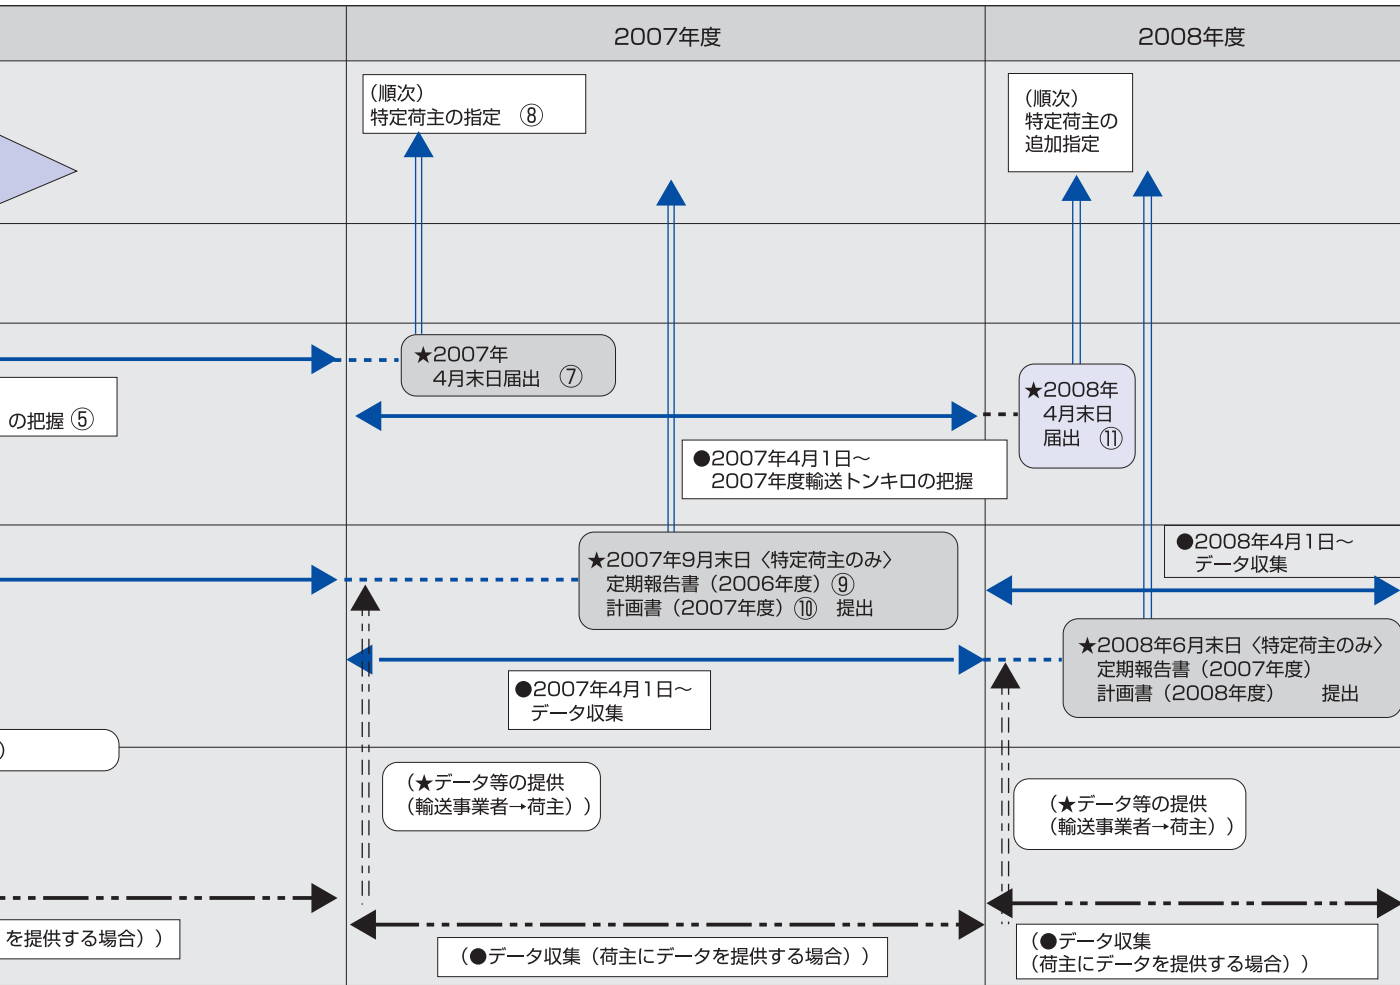 2007年度
2008年度
(順次)
特定荷主の指定 ⑧
(順次)
特定荷主の
追加指定
★2007年
4月末日届出 ⑦
の把握⑤
★2008年
4月末日
届出 ⑪
●2007年4月1日～
2007年度輸送トンキロの把握
●2008年4月1日～
データ収集
★2007年9月末日〈特定荷主のみ〉
定期報告書（2006年度）⑨
計画書（2007年度）⑩ 提出
★2008年6月末日〈特定荷主のみ〉
定期報告書（2007年度）
計画書（2008年度） 提出
●2007年4月1日～
データ収集
）
（★データ等の提供
（輸送事業者→荷主））
（★データ等の提供
（輸送事業者→荷主））
を提供する場合））
（●データ収集（荷主にデータを提供する場合））
（●データ収集
（荷主にデータを提供する場合））